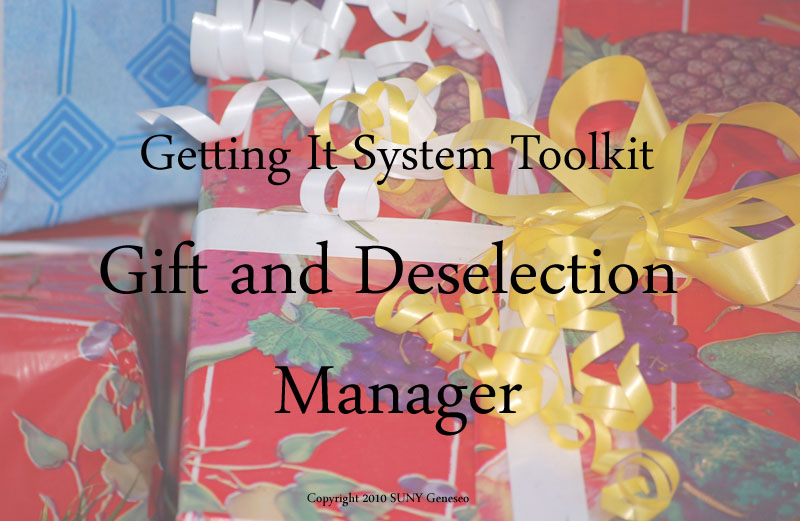 Getting It System Toolkit
Gift and Deselection
Manager
Copyright 2010 SUNY Geneseo